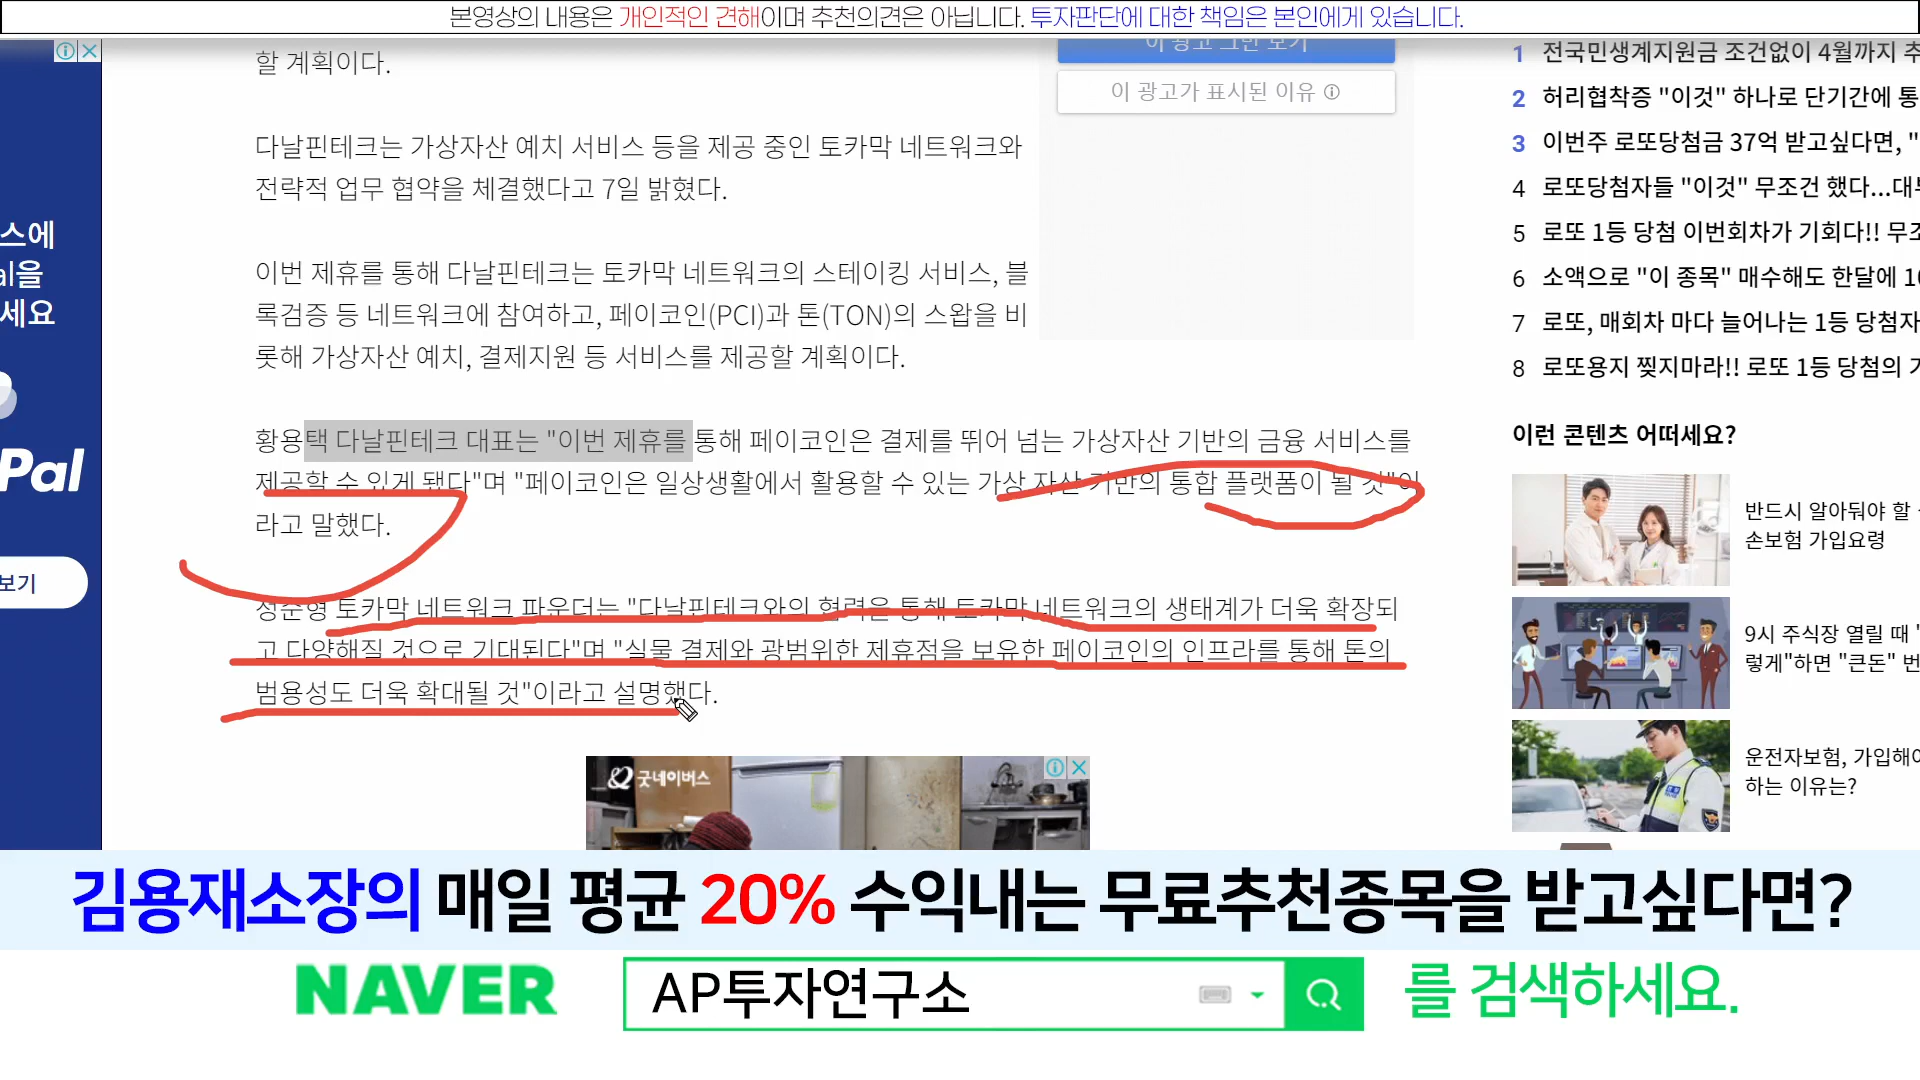 본영상의 내용은 개인적인 견해이며 추천의견은 아닙니다. 투자판단에 대한 책임은 본인에게 있습니다.
할 계획이다.
다날핀테크는 가상자산 예치 서비스 등을 제공 중인 토카막 네트워크와
전략적 업무 협약을 체결했다고 7일 밝혔다.
이번 제휴를 통해 다날핀테크는 토카막 네트워크의 스테이킹 서비스, 블
록검증 등 네트워크에 참여하고, 페이코인(PCI)과 톤(TON)의 스왑을 비
롯해 가상자산 예치, 결제지원 등 서비스를 제공할 계획이다.
황용택 다날핀테크 대표는 "이번 제휴를 통해 페이코인은 결제를 뛰어 넘는 가상자산 기반의 금융 서비스를
제공할 수 있게 됐다"며 "페이코인은 일상생활에서 활용할 수 있는 가상 자산 기반의 통합 플랫폼이 될 것"이
라고 말했다.
정순형 토카막 네트워크 파운더는 "다날핀테크와의 협력을 통해 토카막 네트워크의 생태계가 더욱 확장되
고 다양해질 것으로 기대된다"며 "실물 결제와 광범위한 제휴점을 보유한 페이코인의 인프라를 통해 톤의
범용성도 더욱 확대될 것"이라고 설명했다.
스에
al을
세요
Pal
보기
이 광고 그만 보기
이 광고가 표시된 이유
1 전국민생계지원금 조건없이 4월까지 추
2 허리협착증 "이것" 하나로 단기간에 통
3 이번주 로또당첨금 37억 받고싶다면, "
4 로또당첨자들 "이것" 무조건 했다...대
5 로또 1등 당첨 이번회차가 기회다!! 무조
6 소액으로 "이 종목" 매수해도 한달에
7 로또, 매회차 마다 늘어나는 1등 당첨자
8 로또용지 찢지마라!! 로또 1등 당첨의
이런 콘텐츠 어떠세요?
반드시 알아둬야 할
손보험 가입요령
9시 주식장 열릴 때 '
렇게"하면 "큰돈" 번
운전자보험, 가입해야
하는 이유는?
굿네이버스
김용재소장의 매일 평균 20% 수익내는 무료추천종목을 받고싶다면?
NAVER AP투자연구소 를 검색하세요.